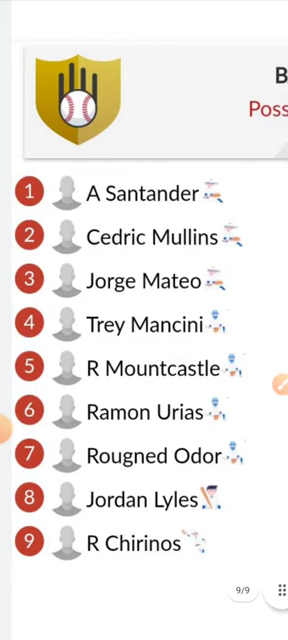 B
Poss
1 A Santander
2 Cedric Mullins
3 Jorge Mateo
4 Trey Mancini
5 R Mountcastle
6 Ramon Urias
7 Rougned Odor
8 Jordan Lyles
9 R Chirinos
9/9